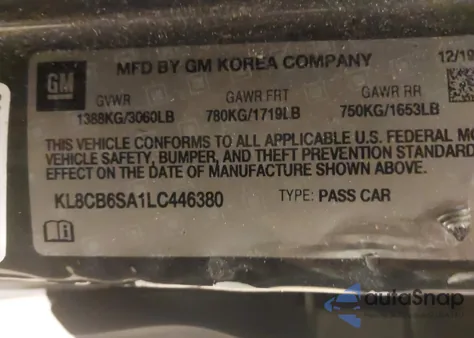 GM
MFD BY GM KOREA COMPANY
12/19
GVWR GAWR FRT GAWR RR
1388KG/3060LB 780KG/1719LB 750KG/1653LB
THIS VEHICLE CONFORMS TO ALL APPLICABLE U.S. FEDERAL MO
VEHICLE SAFETY, BUMPER, AND THEFT PREVENTION STANDARD
EFFECT ON THE DATE OF MANUFACTURE SHOWN ABOVE.
KL8CB6SA1LC446380 TYPE: PASS CAR
autoSnap